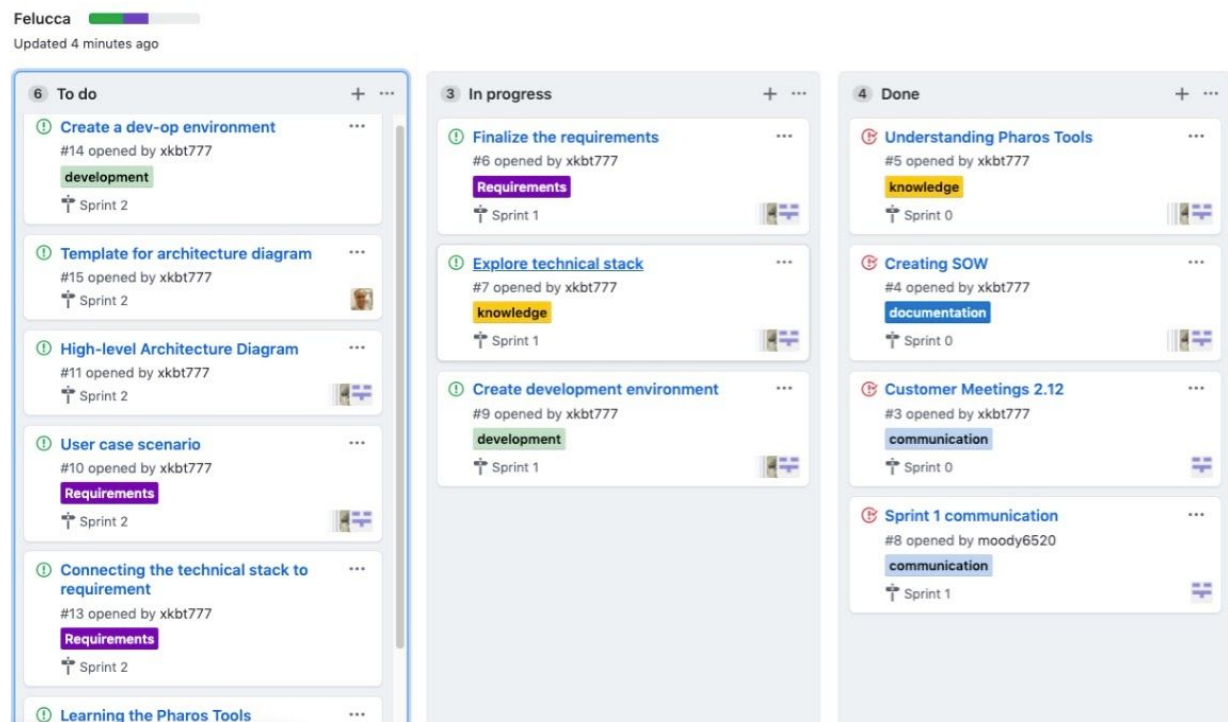 Felucca
Updated 4 minutes ago
6 To do
Create a dev-op environment
#14 opened by xkbt777
development
Sprint 2
Template for architecture diagram
#15 opened by xkbt777
Sprint 2
High-level Architecture Diagram
#11 opened by xkbt777
Sprint 2
User case scenario
#10 opened by xkbt777
Requirements
Sprint 2
Connecting the technical stack to
requirement
#13 opened by xkbt777
Requirements
Sprint 2
Learning the Pharos Tools
3 In progress
Finalize the requirements
#6 opened by xkbt777
Requirements
Sprint 1
Explore technical stack
#7 opened by xkbt777
knowledge
Sprint 1
Create development environment
#9 opened by xkbt777
development
Sprint 1
4 Done
Understanding Pharos Tools
#5 opened by xkbt777
knowledge
Sprint 0
Creating SOW
#4 opened by xkbt777
documentation
Sprint 0
Customer Meetings 2.12
#3 opened by xkbt777
communication
Sprint 0
Sprint 1 communication
#8 opened by moody6520
communication
Sprint 1